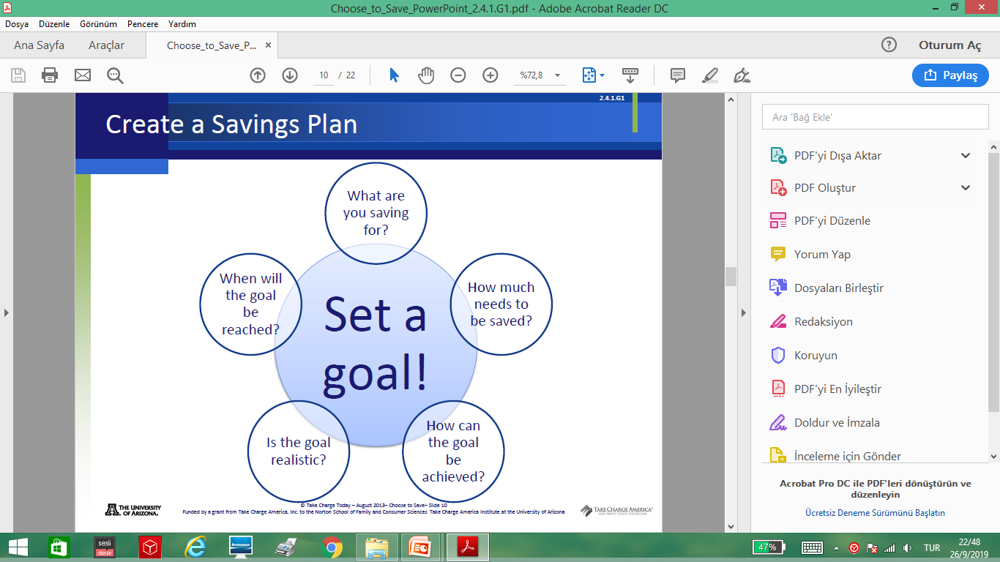 Choose_to_Save_PowerPoint_2.4.1.G1.pdf - Adobe Acrobat Reader DC
Dosya Düzenle Görünüm Pencere Yardım
Ana Sayfa Araçlar Choose_to_Save_P... Oturum Aç
10 / 22 %72,8 Paylaş
2.4.1.G1
Create a Savings Plan
What are
you saving
for?
How much
needs to
be saved?
How can
the goal
be
achieved?
Is the goal
realistic?
When will
the goal
be
reached?
Set a
goal!
THE UNIVERSITY
OF ARIZONA.
© Take Charge Today – August 2013– Choose to Save– Slide 10
Funded by a grant from Take Charge America, Inc. to the Norton School of Family and Consumer Sciences Take Charge America Institute at the University of Arizona
TAKE CHARGE AMERICA
NON-PROFIT CREDIT COUNSELING
Ara 'Bağ Ekle'
PDF'yi Dışa Aktar
PDF Oluştur
PDF'yi Düzenle
Yorum Yap
Dosyaları Birleştir
Redaksiyon
Koruyun
PDF'yi En İyileştir
Doldur ve İmzala
İnceleme için Gönder
Acrobat Pro DC ile PDF'leri dönüştürün ve
düzenleyin
Ücretsiz Deneme Sürümünü Başlatın
sesli
sözlük
lenovo
47% TUR
22/48
26/9/2019